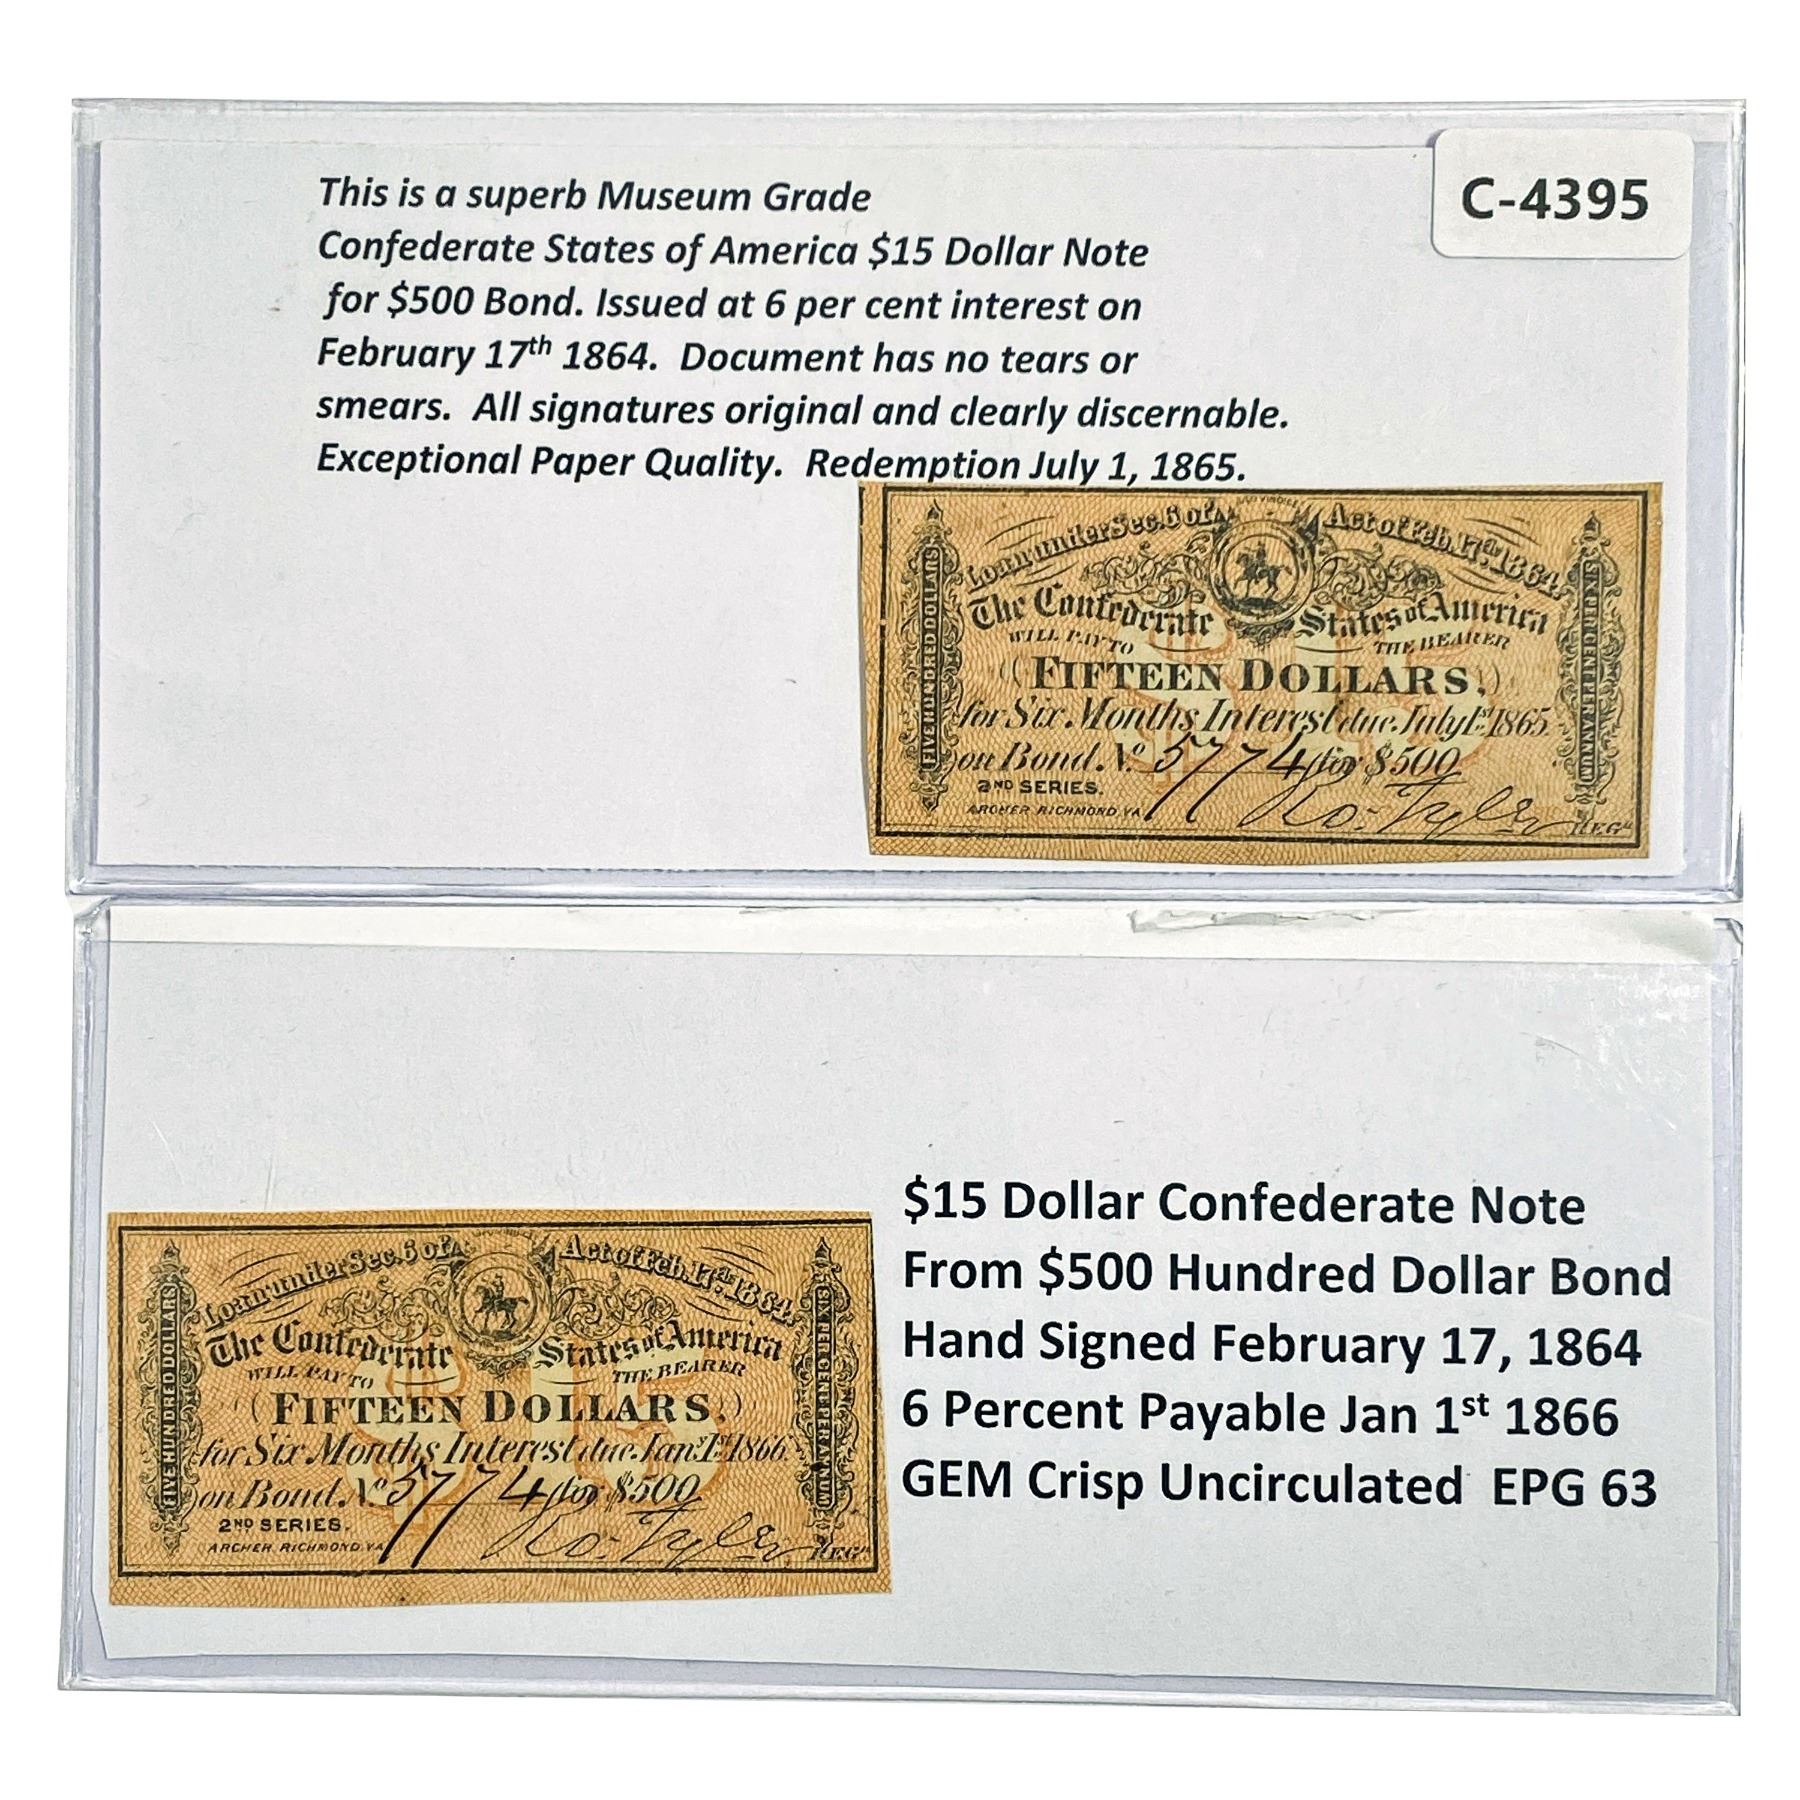 This is a superb Museum Grade
C-4395
Confederate States of America $15 Dollar Note
for $500 Bond. Issued at 6 per cent interest on
February 17th 1864. Document has no tears or
smears. All signatures original and clearly discernable.
Exceptional Paper Quality. Redemption July 1, 1865.
Loan under Sec. 6 of Act of Feb. 17th 1864.
The Confederate States of America
WILL PAY TO THE BEARER
FIFTEEN DOLLARS,
for Six Months Interest due July 1st 1865
on Bond No. 5774 for $500
2ND SERIES.
ARCHER RICHMOND, VA
Ro: Tyler REGR
FIVE HUNDRED DOLLARS
SIX PER CENT PER ANNUM
$15 Dollar Confederate Note
From $500 Hundred Dollar Bond
Hand Signed February 17, 1864
6 Percent Payable Jan 1st 1866
GEM Crisp Uncirculated EPG 63
Loan under Sec. 6 of Act of Feb. 17th 1864.
The Confederate States of America
WILL PAY TO THE BEARER
FIFTEEN DOLLARS,
for Six Months Interest due Jany. 1st 1866
on Bond No. 5774 for $500
2ND SERIES.
ARCHER, RICHMOND, VA
Ro: Tyler REGR
FIVE HUNDRED DOLLARS
SIX PER CENT PER ANNUM